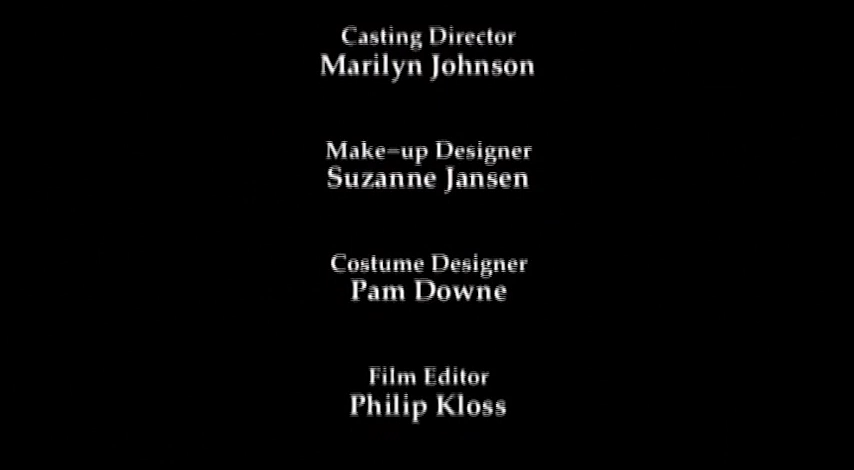 Casting Director
Marilyn Johnson
Make-up Designer
Suzanne Jansen
Costume Designer
Pam Downe
Film Editor
Philip Kloss